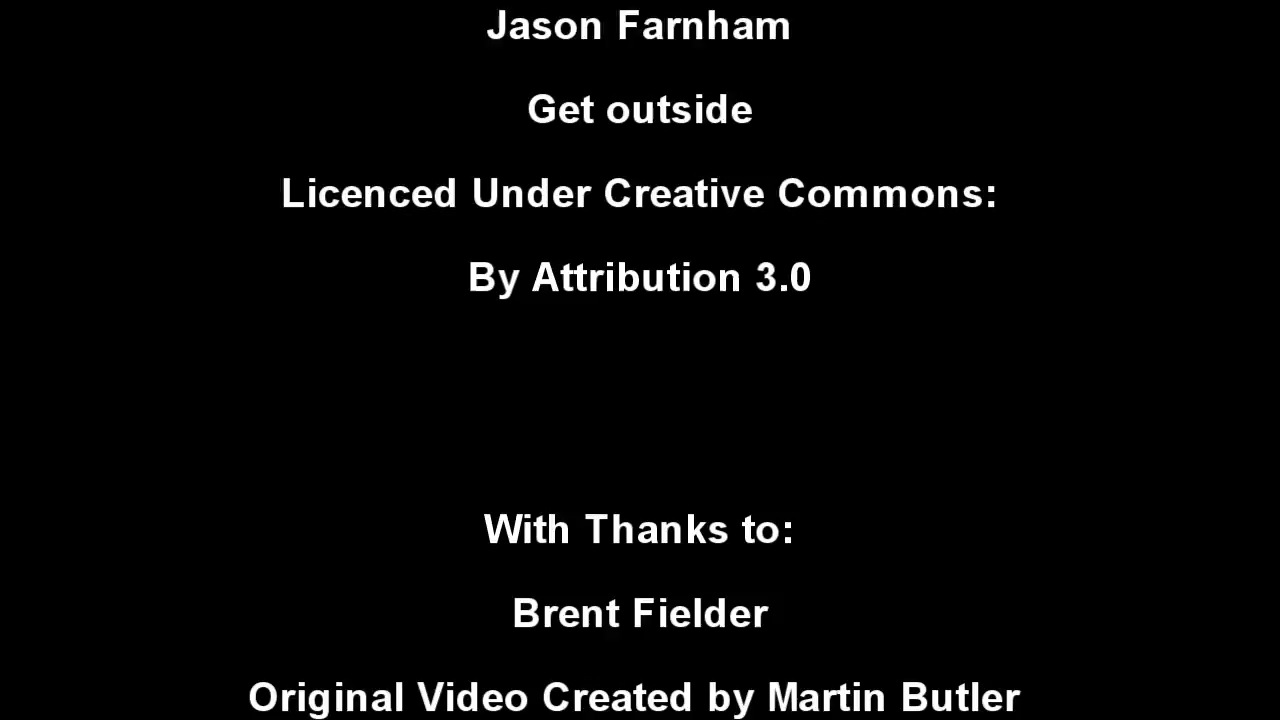 Jason Farnham
Get outside
Licenced Under Creative Commons:
By Attribution 3.0
With Thanks to:
Brent Fielder
Original Video Created by Martin Butler